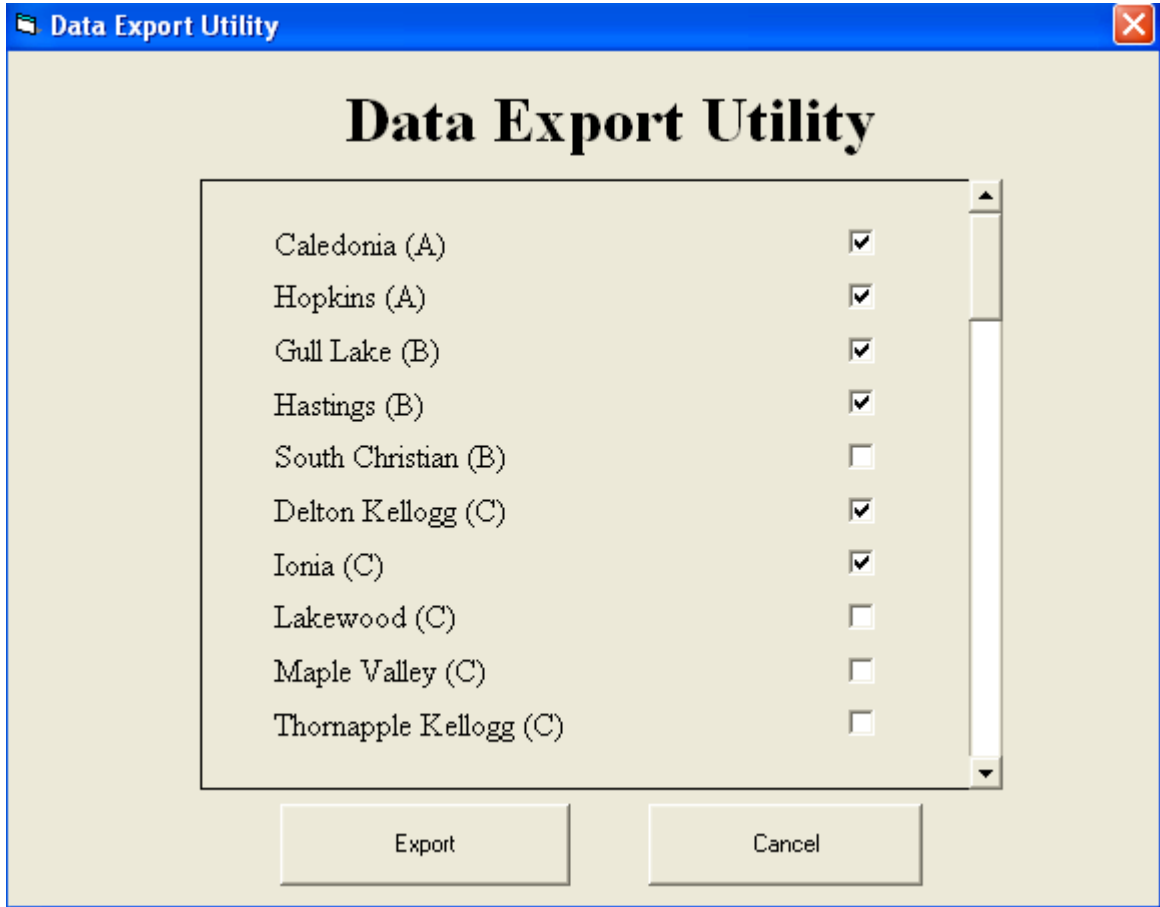 Data Export Utility
Data Export Utility
Caledonia (A)
Hopkins (A)
Gull Lake (B)
Hastings (B)
South Christian (B)
Delton Kellogg (C)
Ionia (C)
Lakewood (C)
Maple Valley (C)
Thornapple Kellogg (C)
Export Cancel